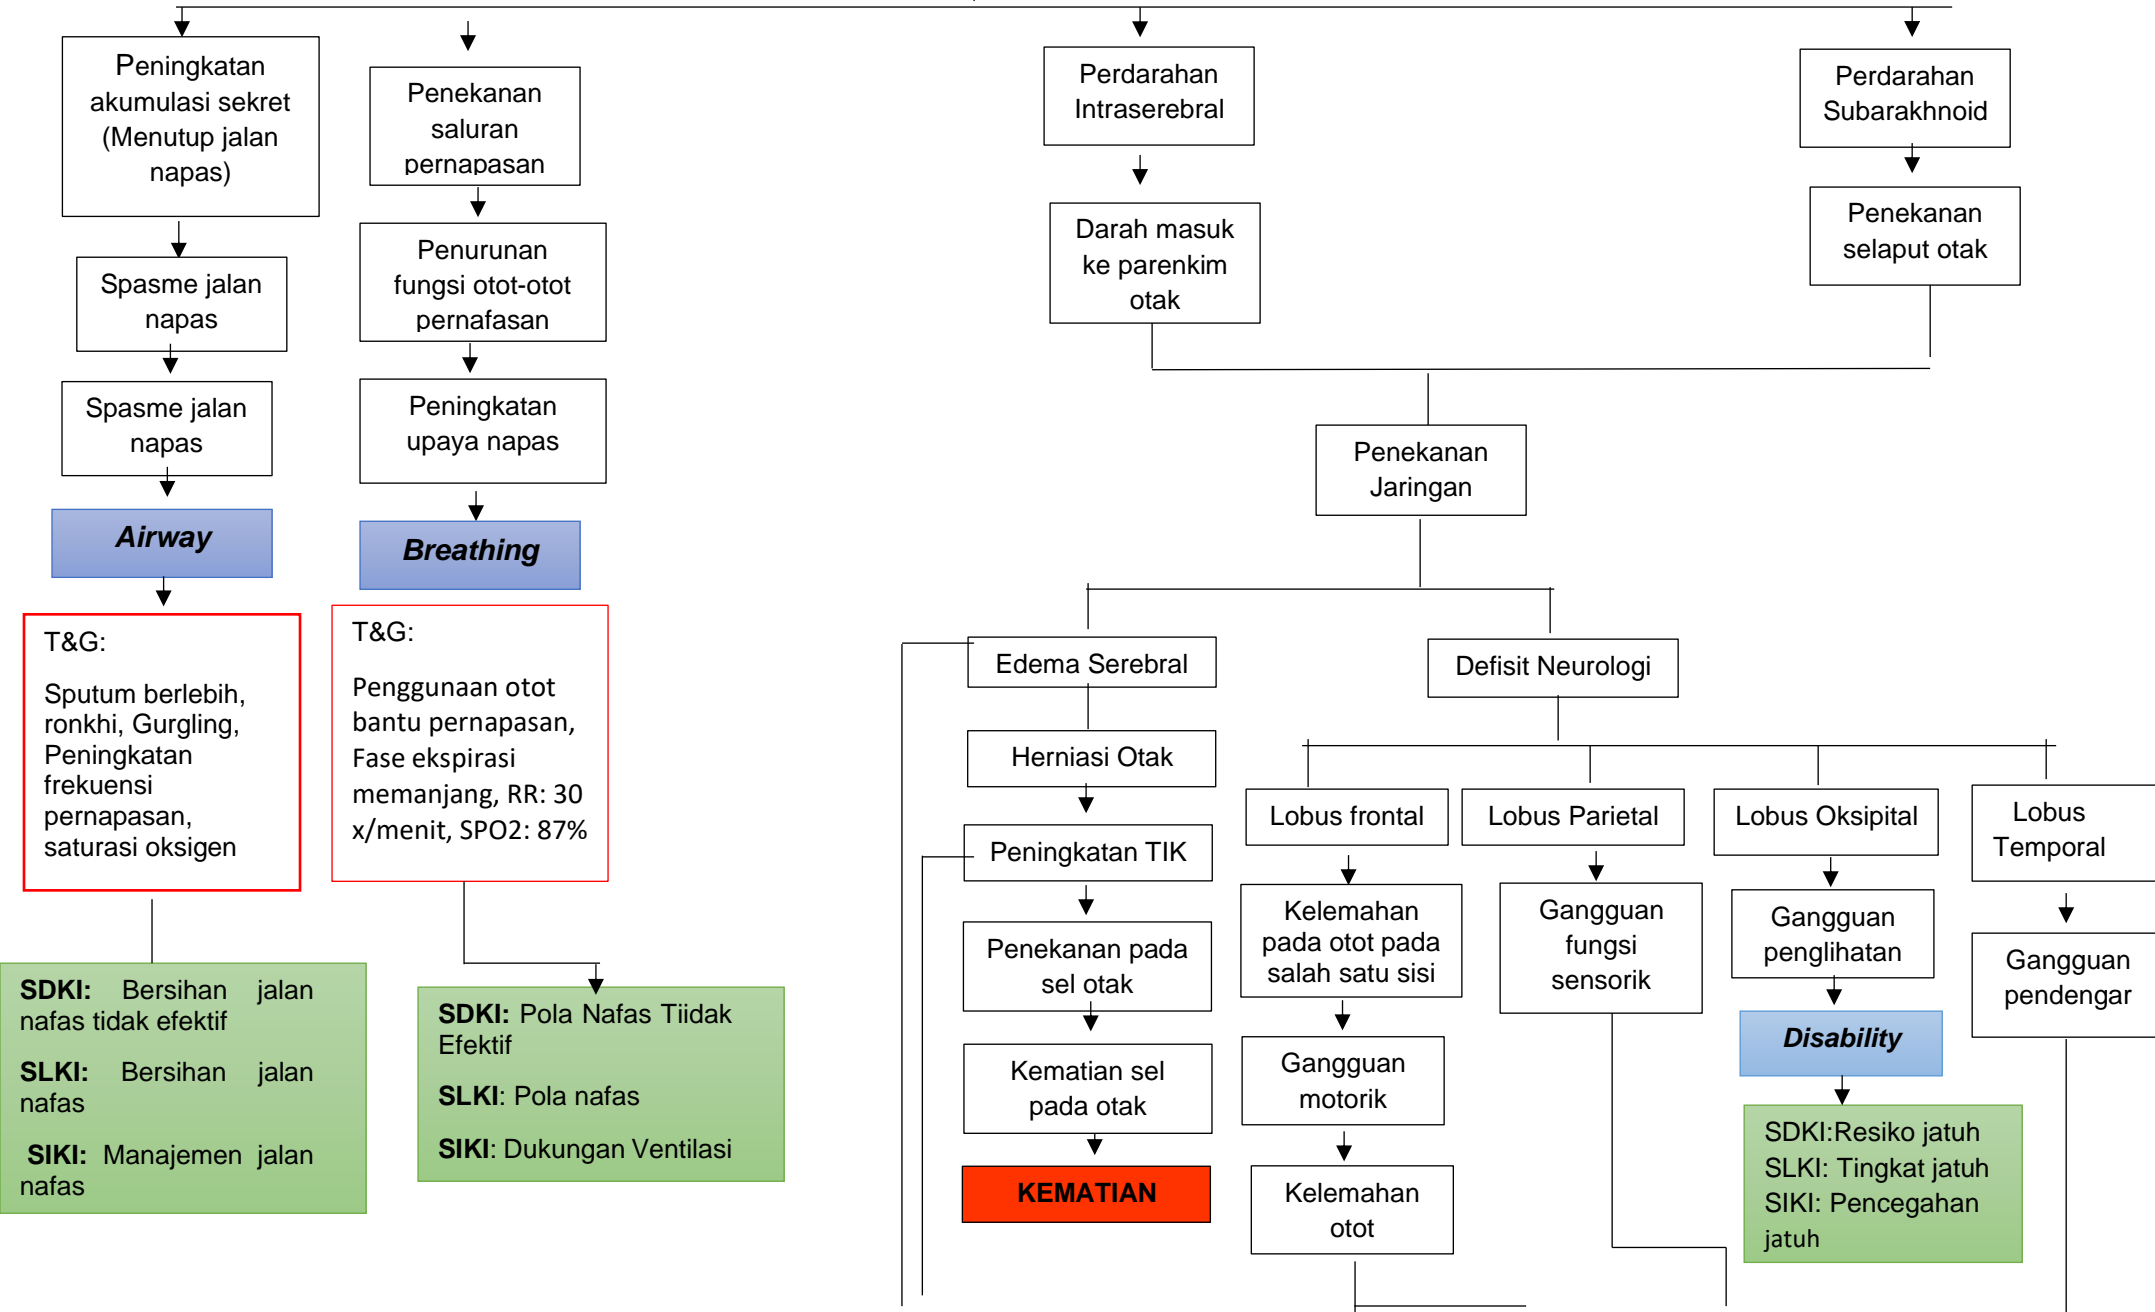 Peningkatan
akumulasi sekret
(Menutup jalan
napas)
Spasme jalan
napas
Spasme jalan
napas
Airway
T&G:
Sputum berlebih,
ronkhi, Gurgling,
Peningkatan
frekuensi
pernapasan,
saturasi oksigen
SDKI: Bersihan jalan
nafas tidak efektif
SLKI: Bersihan jalan
nafas
SIKI: Manajemen jalan
nafas
Penekanan
saluran
pernapasan
Penurunan
fungsi otot-otot
pernafasan
Peningkatan
upaya napas
Breathing
T&G:
Penggunaan otot
bantu pernapasan,
Fase ekspirasi
memanjang, RR: 30
x/menit, SPO2: 87%
SDKI: Pola Nafas Tiidak
Efektif
SLKI: Pola nafas
SIKI: Dukungan Ventilasi
Perdarahan
Intraserebral
Darah masuk
ke parenkim
otak
Perdarahan
Subarakhnoid
Penekanan
selaput otak
Penekanan
Jaringan
Edema Serebral
Herniasi Otak
Peningkatan TIK
Penekanan pada
sel otak
Kematian sel
pada otak
KEMATIAN
Defisit Neurologi
Lobus frontal
Kelemahan
pada otot pada
salah satu sisi
Gangguan
motorik
Kelemahan
otot
Lobus Parietal
Gangguan
fungsi
sensorik
Lobus Oksipital
Gangguan
penglihatan
Disability
SDKI:Resiko jatuh
SLKI: Tingkat jatuh
SIKI: Pencegahan
jatuh
Lobus
Temporal
Gangguan
pendengar